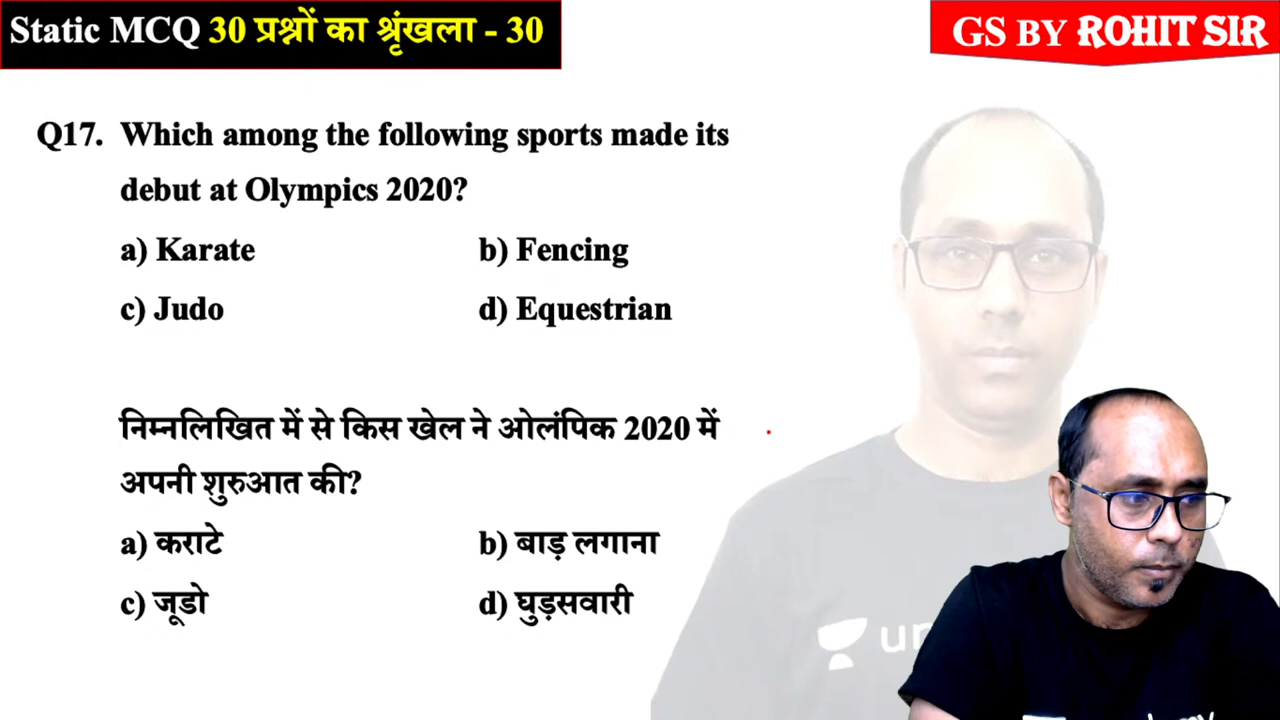 Static MCQ 30 प्रश्नों का श्रृंखला - 30
GS BY ROHIT SIR
Q17. Which among the following sports made its
debut at Olympics 2020?
a) Karate b) Fencing
c) Judo d) Equestrian
निम्नलिखित में से किस खेल ने ओलंपिक 2020 में
अपनी शुरुआत की?
a) कराटे b) बाड़ लगाना
c) जूडो d) घुड़सवारी